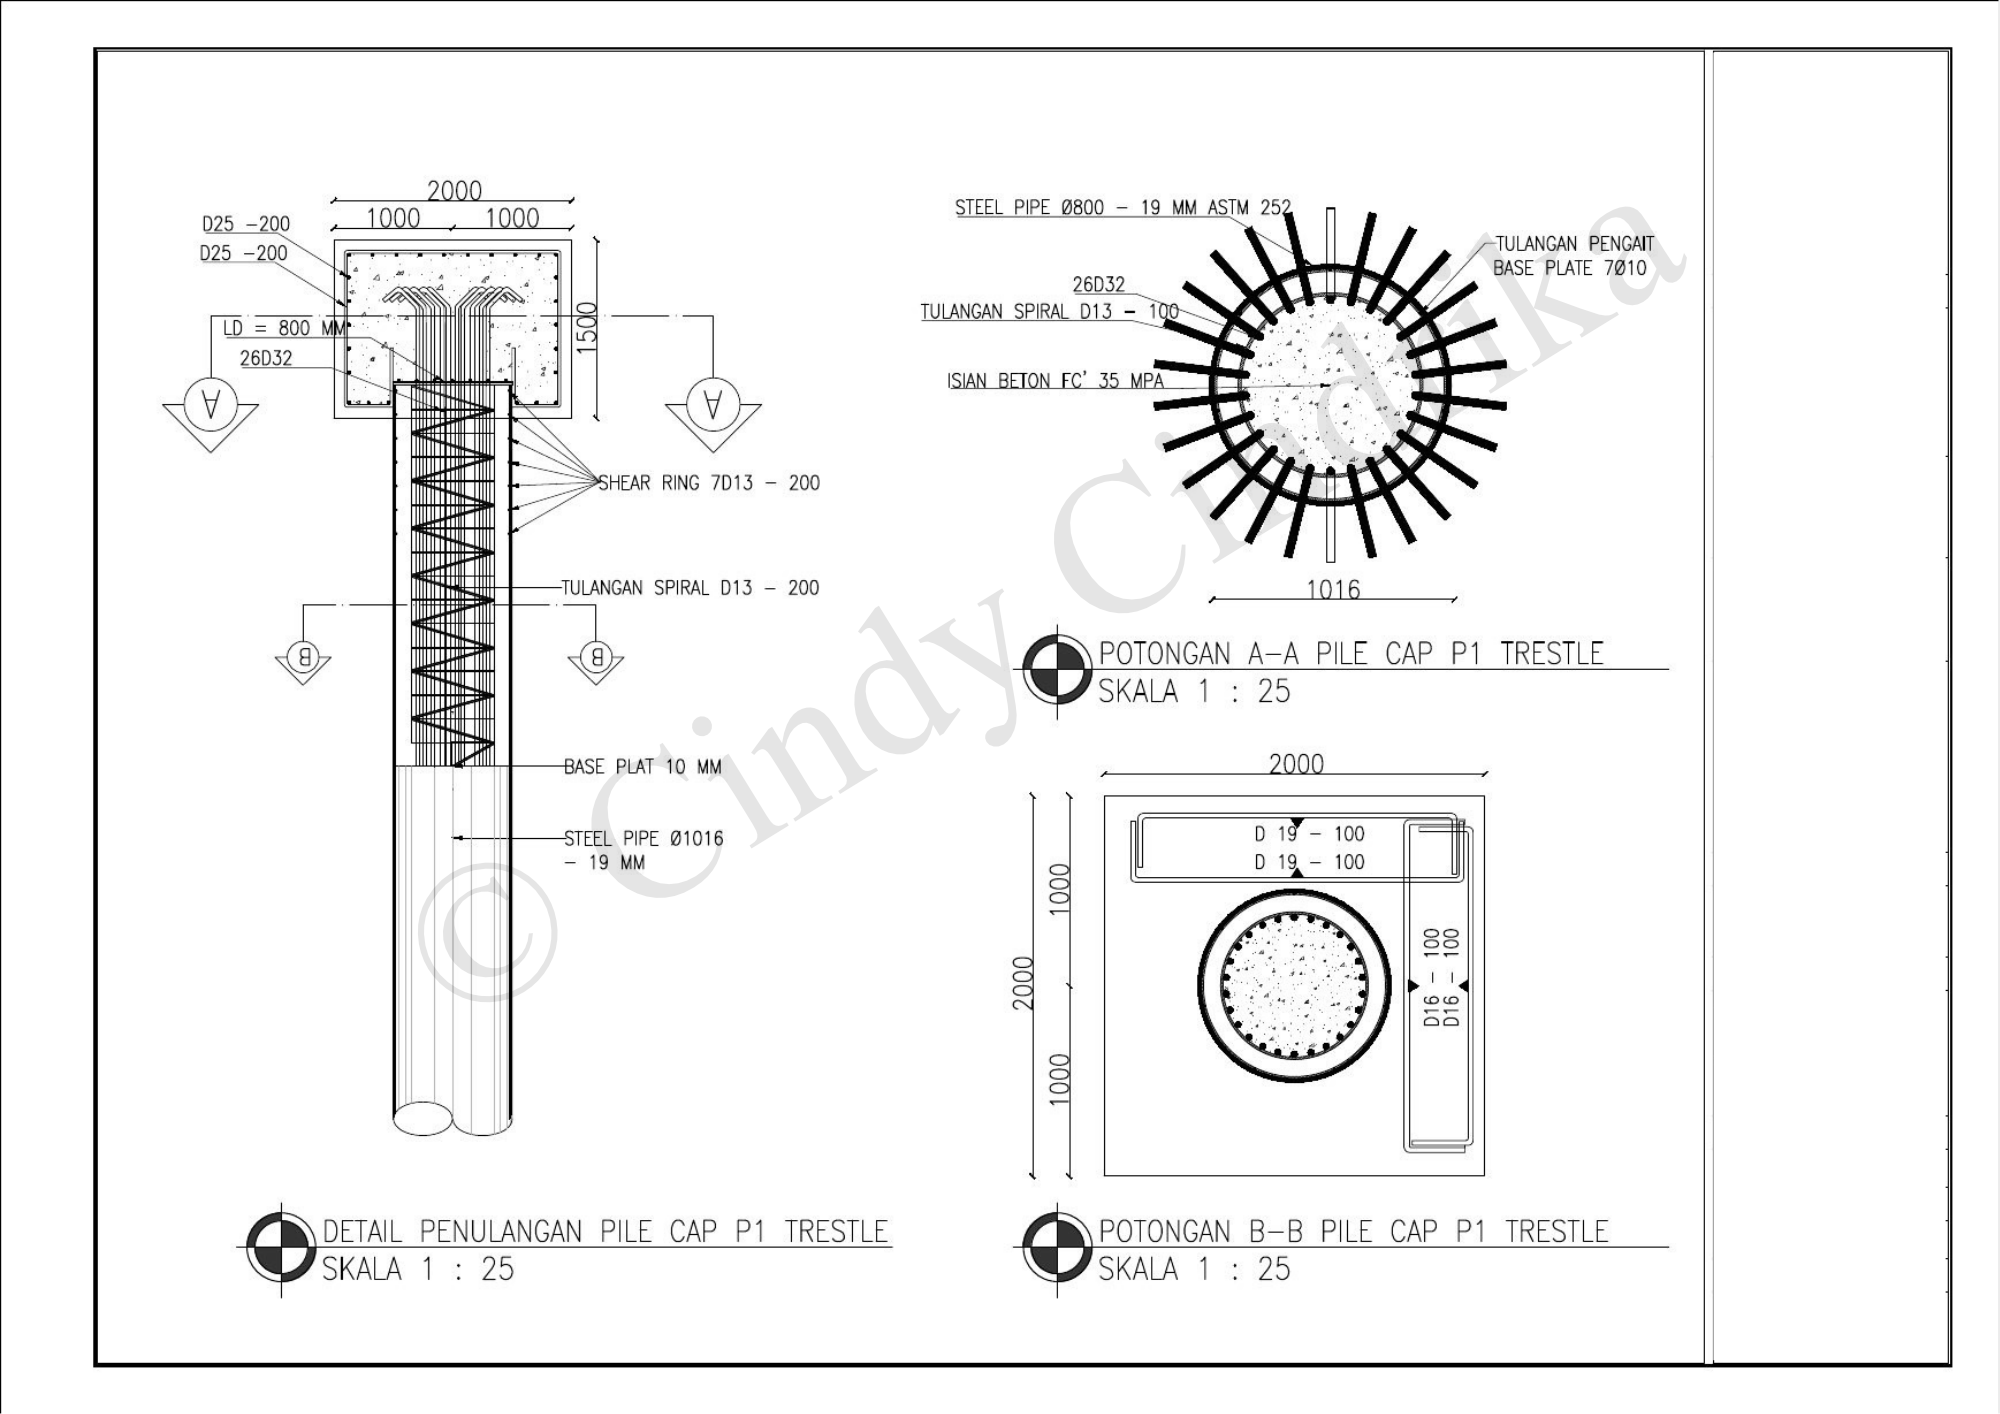 2000
1000
1000
D25 -200
D25 -200
1500
LD = 800 MM
26D32
A
A
SHEAR RING 7D13 - 200
TULANGAN SPIRAL D13 - 200
B
B
BASE PLAT 10 MM
STEEL PIPE Ø1016
- 19 MM
DETAIL PENULANGAN PILE CAP P1 TRESTLE
SKALA 1 : 25
STEEL PIPE Ø800 - 19 MM ASTM 252
TULANGAN PENGAIT
BASE PLATE 7Ø10
26D32
TULANGAN SPIRAL D13 - 100
ISIAN BETON FC' 35 MPA
1016
POTONGAN A-A PILE CAP P1 TRESTLE
SKALA 1 : 25
2000
D 19 - 100
D 19 - 100
1000
2000
1000
D16 - 100
D16 - 100
POTONGAN B-B PILE CAP P1 TRESTLE
SKALA 1 : 25
© Cindy Cindrika